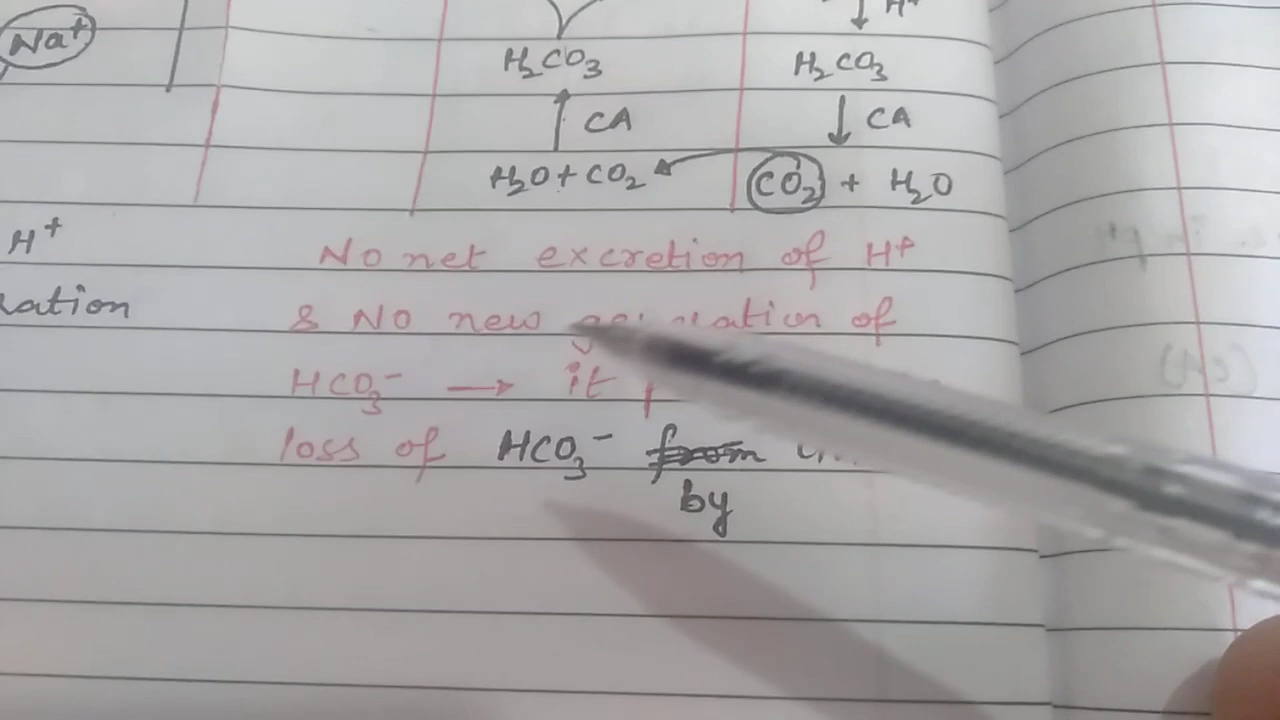 Na⁺
H⁺
H₂CO₃ H₂CO₃
CA CA
H₂O + CO₂ CO₂ + H₂O
H⁺ No net excretion of H⁺
& No new of
HCO₃⁻ → it
loss of HCO₃⁻ from
by